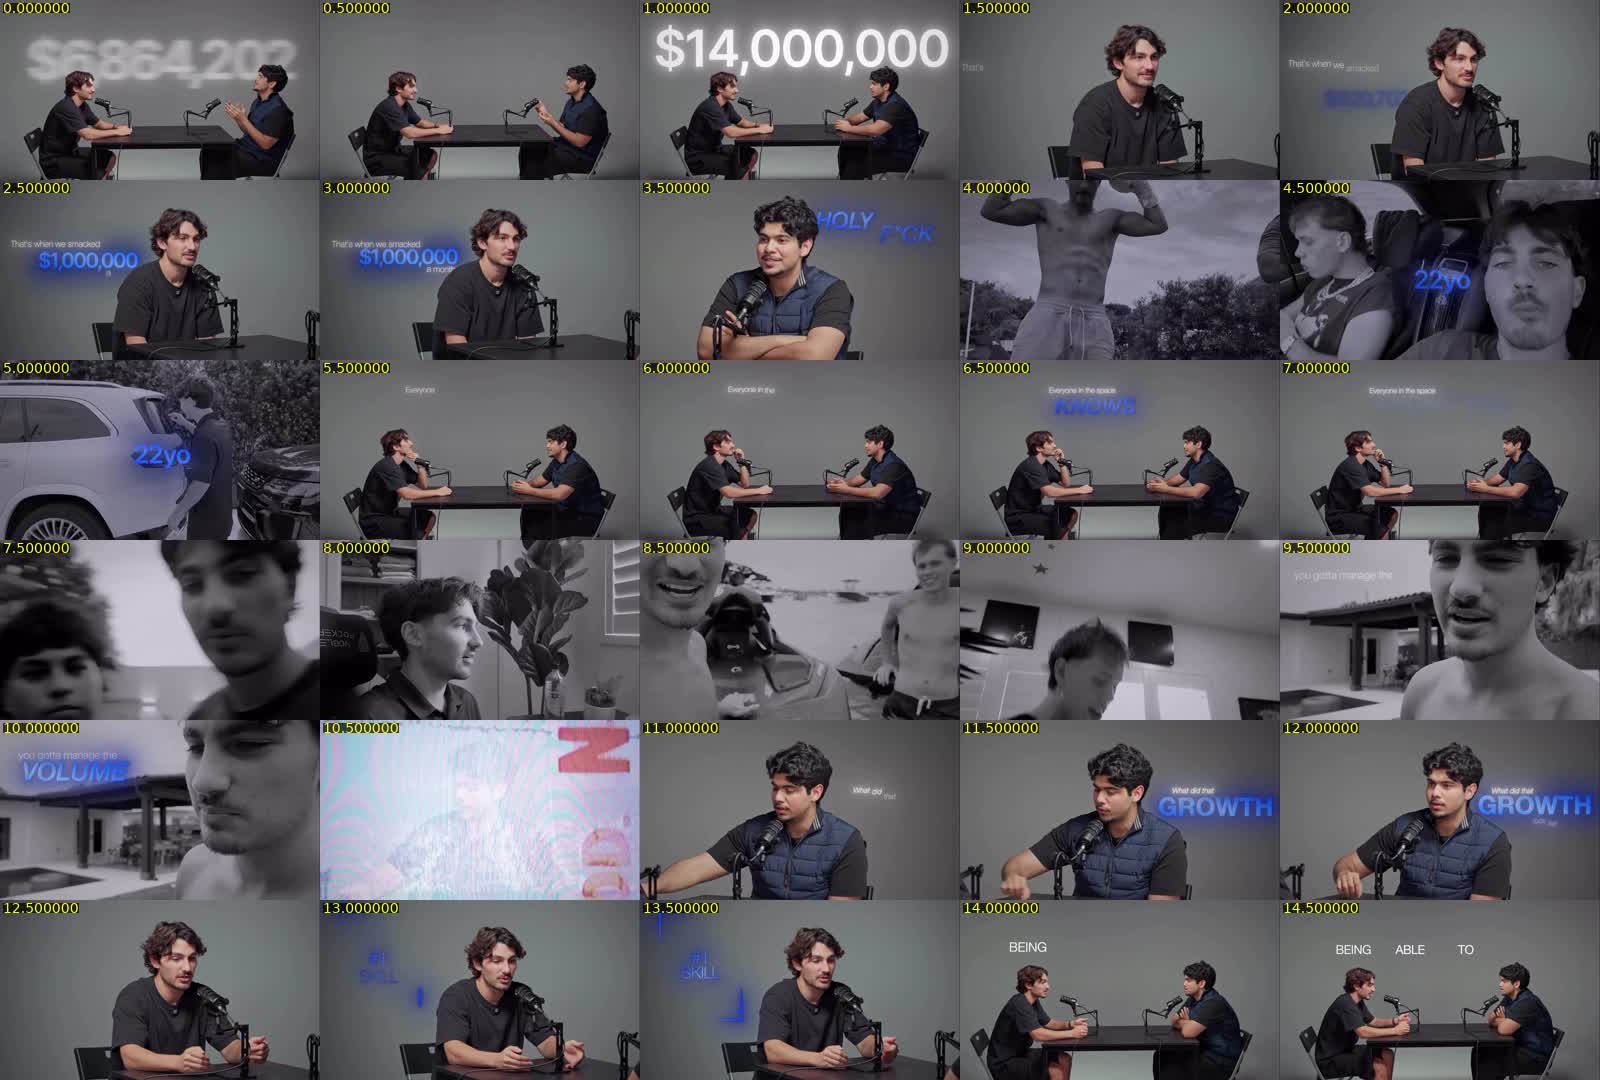 0.000000
$6,864,202
0.500000
1.000000
$14,000,000
1.500000
That's
2.000000
That's when we smacked
2.500000
That's when we smacked
$1,000,000
a
3.000000
That's when we smacked
$1,000,000
a month
3.500000
HOLY
F*CK
4.000000
4.500000
22yo
5.000000
22yo
5.500000
Everyone
6.000000
Everyone in the
6.500000
Everyone in the space
KNOWS
7.000000
Everyone in the space
7.500000
8.000000
8.500000
9.000000
9.500000
you gotta manage the
10.000000
you gotta manage the
VOLUME
10.500000
11.000000
What did that
11.500000
What did that
GROWTH
12.000000
What did that
GROWTH
12.500000
13.000000
#1
SKILL
13.500000
#1
SKILL
14.000000
BEING
14.500000
BEING ABLE TO